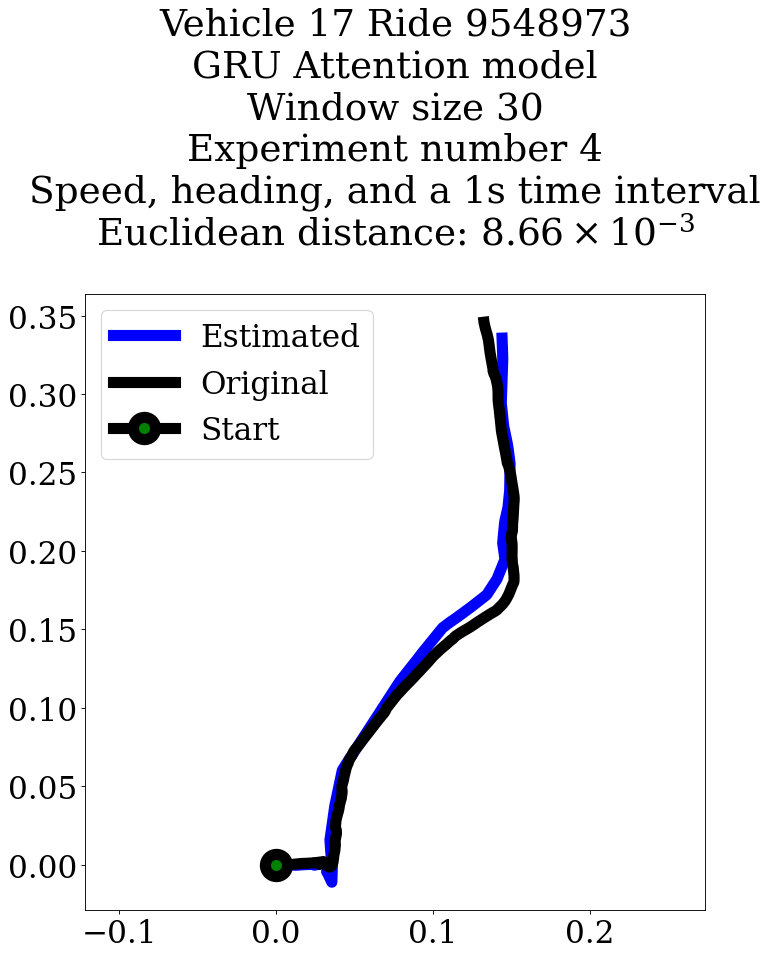 Vehicle 17 Ride 9548973
GRU Attention model
Window size 30
Experiment number 4
Speed, heading, and a 1s time interval
Euclidean distance: 8.66 × 10⁻³
0.35
Estimated
0.30
Original
Start
0.25
0.20
0.15
0.10
0.05
0.00
−0.1 0.0 0.1 0.2